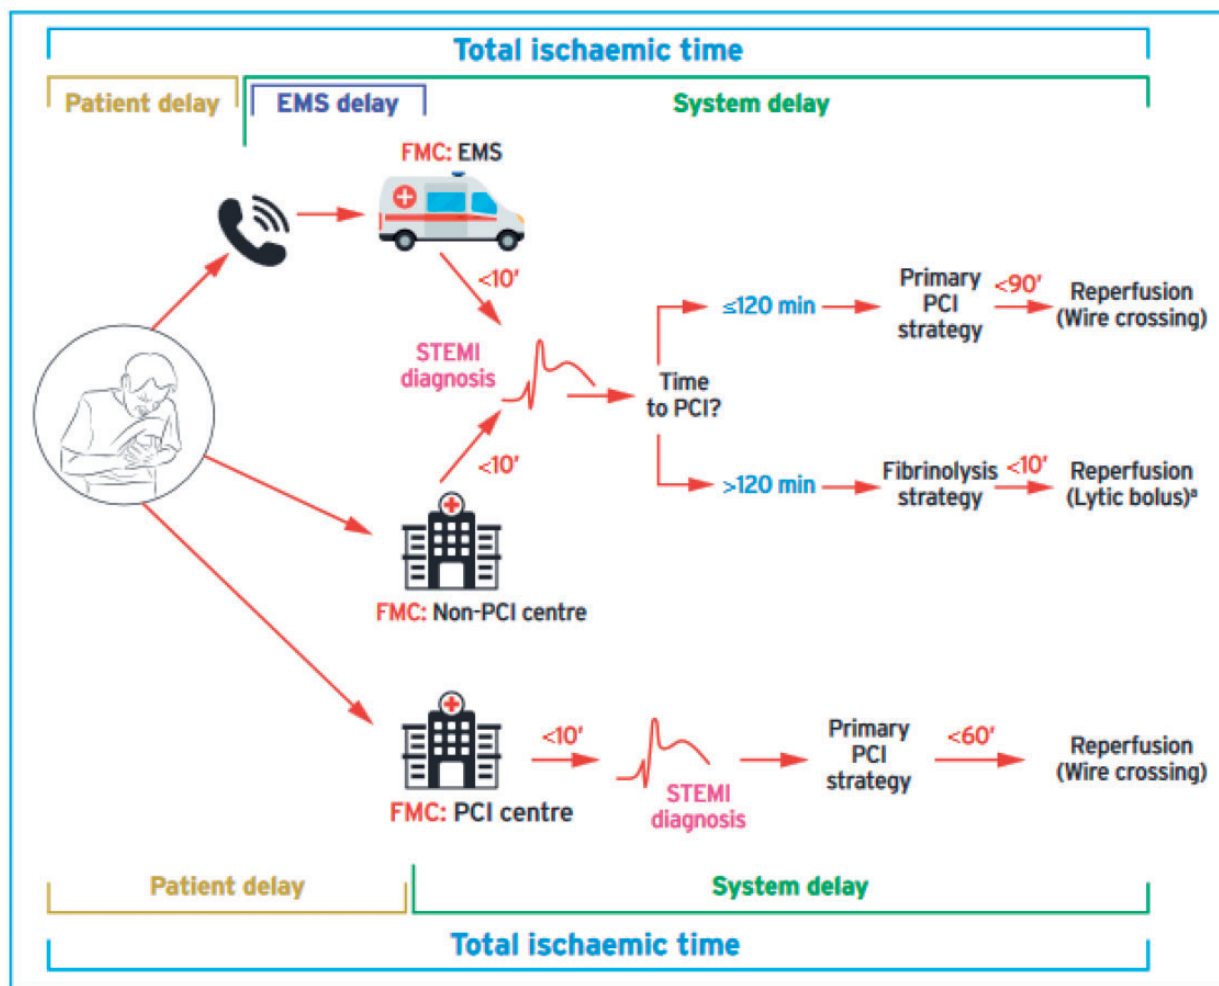 Total ischaemic time
Patient delay
EMS delay
System delay
FMC: EMS
<10'
STEMI
diagnosis
<10'
Time
to PCI?
≤120 min
Primary
PCI
strategy
<90'
Reperfusion
(Wire crossing)
>120 min
Fibrinolysis
strategy
<10'
Reperfusion
(Lytic bolus)ª
FMC: Non-PCI centre
FMC: PCI centre
<10'
STEMI
diagnosis
Primary
PCI
strategy
<60'
Reperfusion
(Wire crossing)
Patient delay
System delay
Total ischaemic time